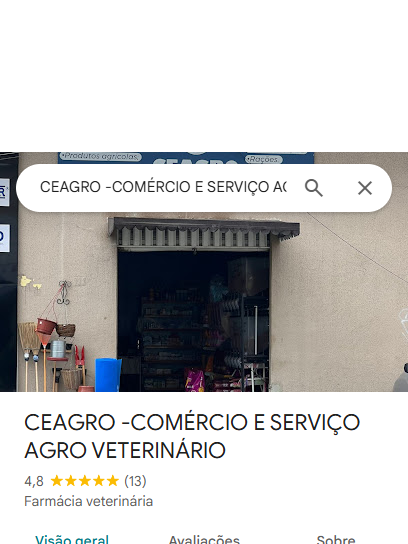 •Produtos agrícolas.
•Rações.
CEAGRO
CEAGRO -COMÉRCIO E SERVIÇO AG
CEAGRO -COMÉRCIO E SERVIÇO
AGRO VETERINÁRIO
4,8 ★★★★★ (13)
Farmácia veterinária
Visão geral Avaliações Sobre